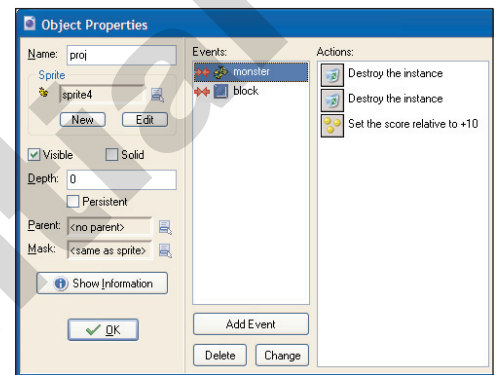 Object Properties
Name: proj
Sprite
sprite4
New Edit
Visible Solid
Depth: 0
Persistent
Parent: <no parent>
Mask: <same as sprite>
Show Information
OK
Events:
monster
block
Add Event
Delete Change
Actions:
Destroy the instance
Destroy the instance
Set the score relative to +10